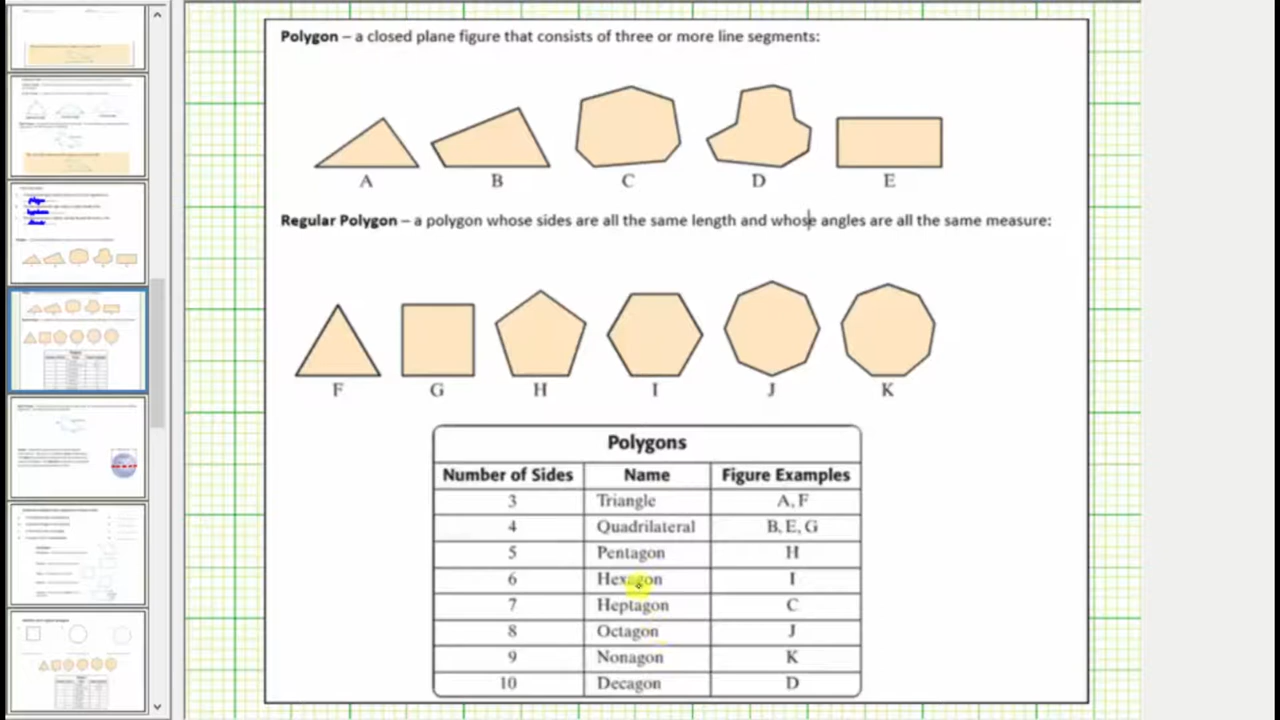 Polygon – a closed plane figure that consists of three or more line segments:
A B C D E
Regular Polygon – a polygon whose sides are all the same length and whose angles are all the same measure:
F G H I J K
Polygons
Number of Sides Name Figure Examples
3 Triangle A, F
4 Quadrilateral B, E, G
5 Pentagon H
6 Hexagon I
7 Heptagon C
8 Octagon J
9 Nonagon K
10 Decagon D